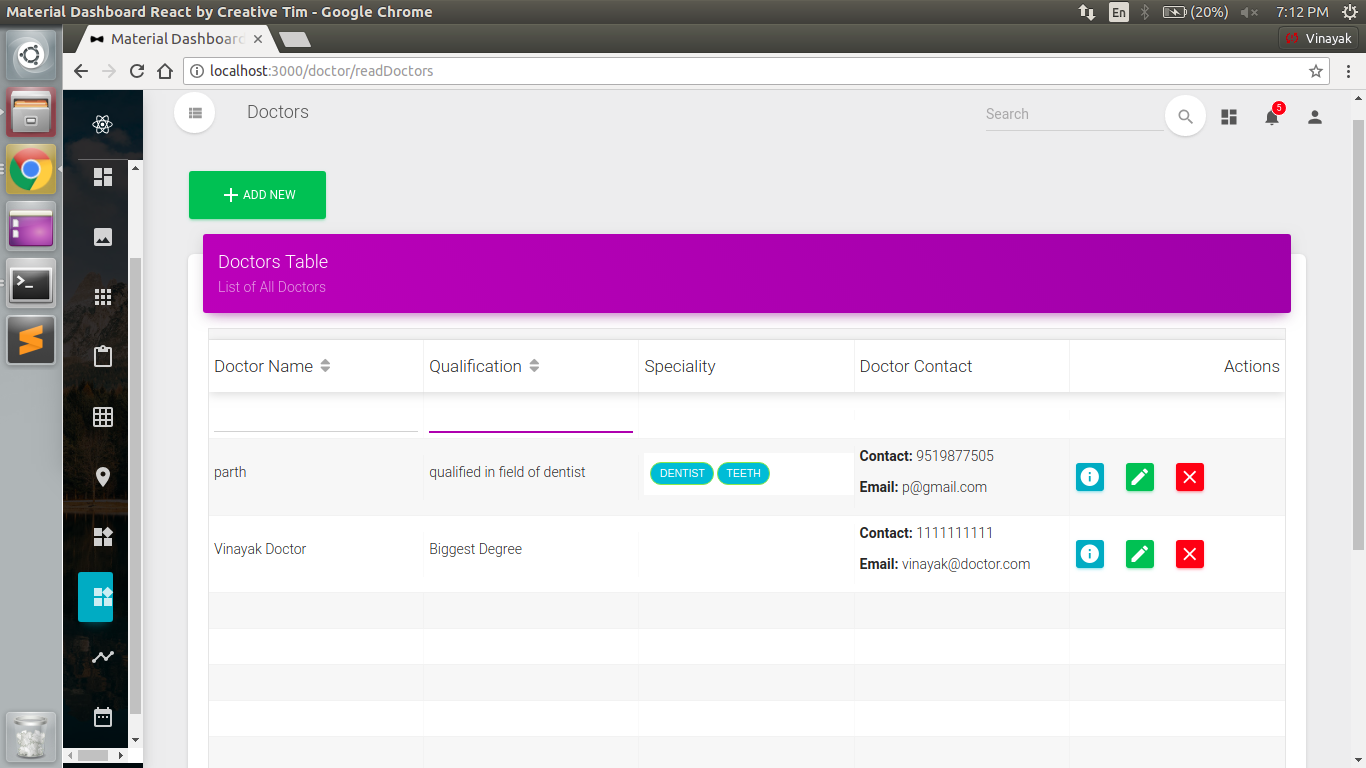 Material Dashboard React by Creative Tim - Google Chrome
En
(20%)
7:12 PM
Material Dashboard
Vinayak
localhost:3000/doctor/readDoctors
Doctors
Search
5
ADD NEW
Doctors Table
List of All Doctors
Doctor Name Qualification Speciality Doctor Contact Actions
parth qualified in field of dentist DENTIST TEETH Contact: 9519877505
Email: p@gmail.com
Vinayak Doctor Biggest Degree Contact: 1111111111
Email: vinayak@doctor.com